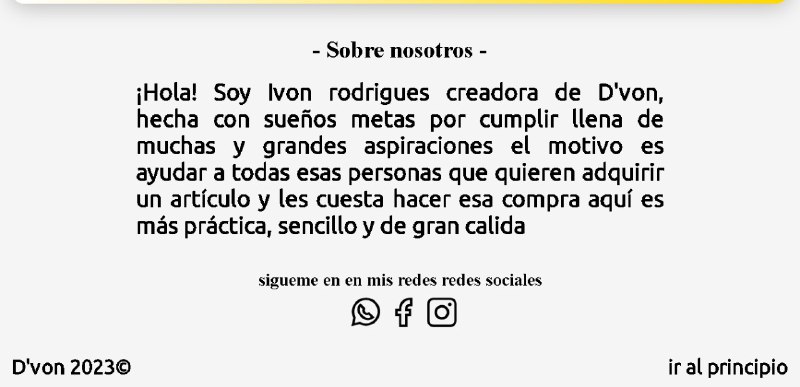 - Sobre nosotros -
¡Hola! Soy Ivon rodrigues creadora de D'von,
hecha con sueños metas por cumplir llena de
muchas y grandes aspiraciones el motivo es
ayudar a todas esas personas que quieren adquirir
un artículo y les cuesta hacer esa compra aquí es
más práctica, sencillo y de gran calida
sigueme en en mis redes redes sociales
D'von 2023© ir al principio